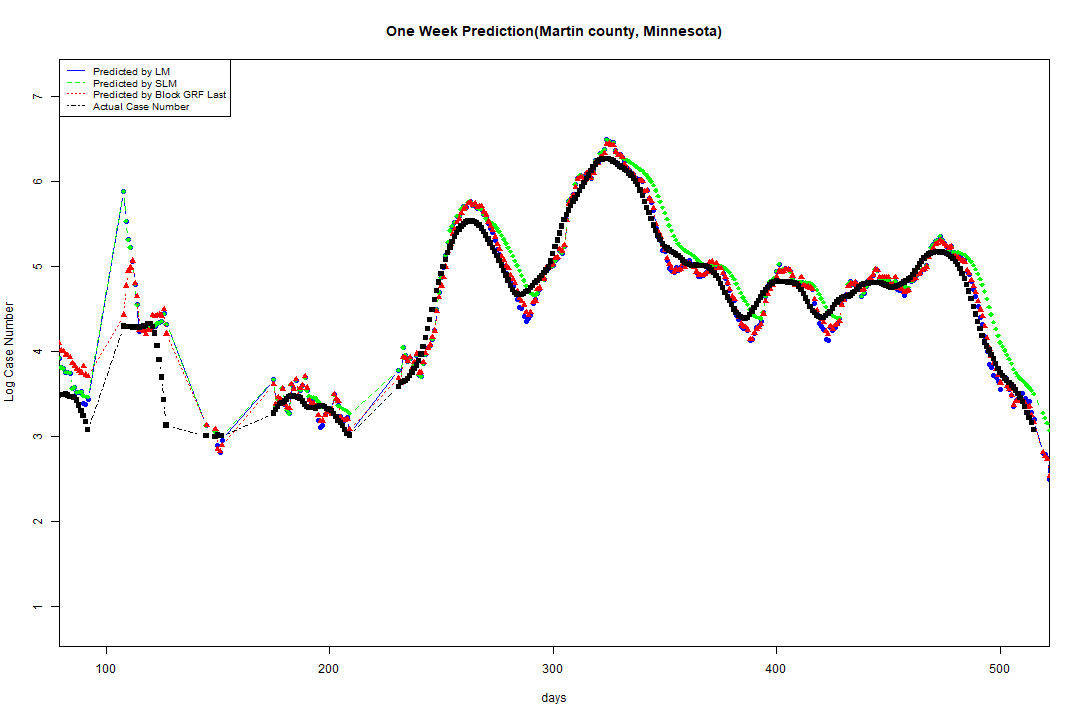 One Week Prediction(Martin county, Minnesota)
Predicted by LM
Predicted by SLM
Predicted by Block GRF Last
Actual Case Number
7
6
5
4
3
2
1
Log Case Number
100 200 300 400 500
days